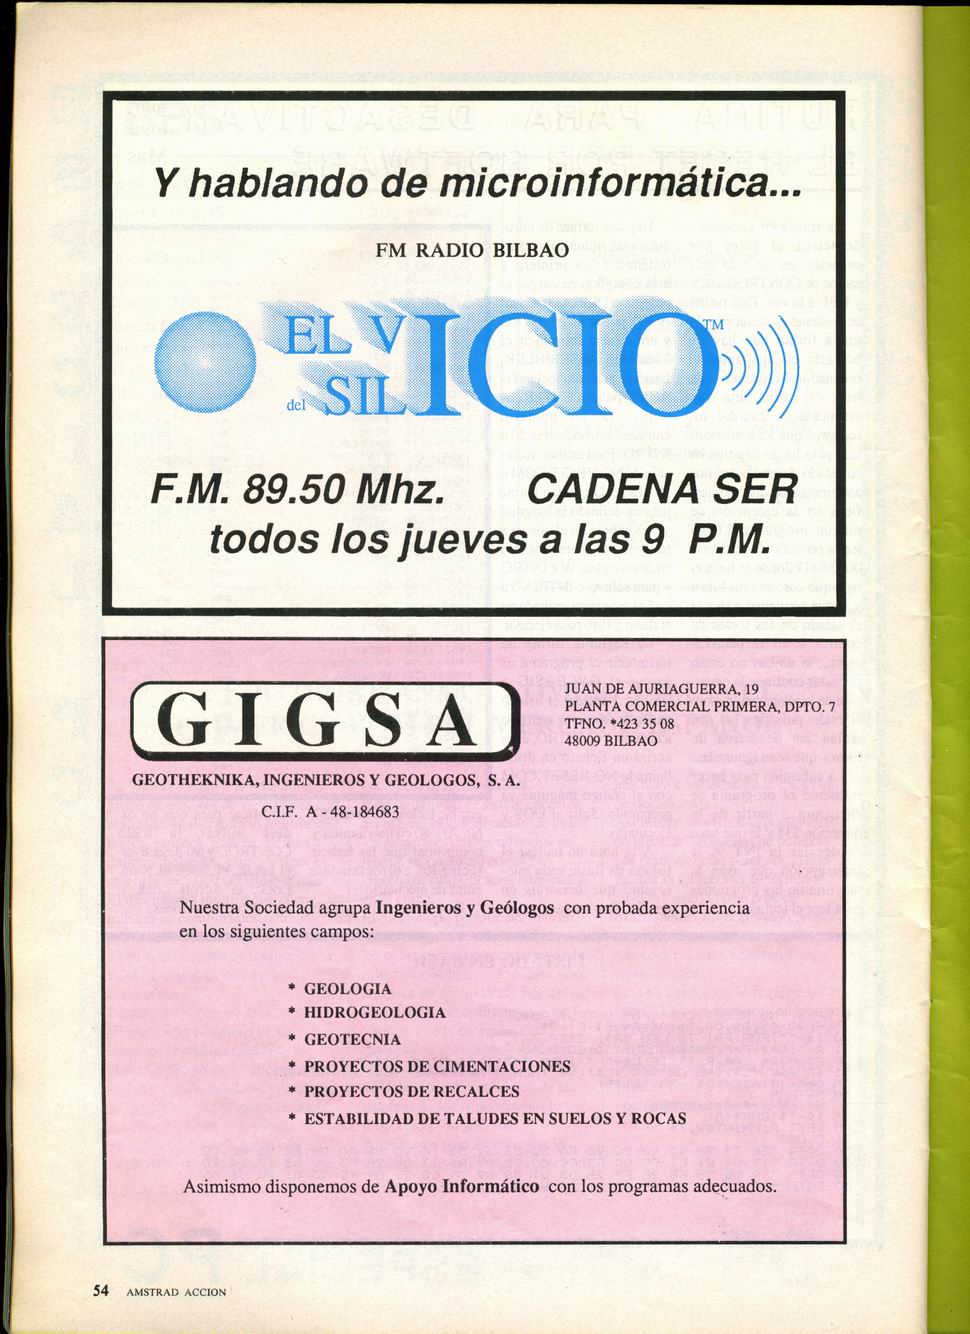 Y hablando de microinformática...
FM RADIO BILBAO
EL VICIO™
del SILICIO
F.M. 89.50 Mhz. CADENA SER
todos los jueves a las 9 P.M.
GIGSA
GEOTHEKNIKA, INGENIEROS Y GEOLOGOS, S. A.
C.I.F. A - 48-184683
JUAN DE AJURIAGUERRA, 19
PLANTA COMERCIAL PRIMERA, DPTO. 7
TFNO. *423 35 08
48009 BILBAO
Nuestra Sociedad agrupa Ingenieros y Geólogos con probada experiencia
en los siguientes campos:
* GEOLOGIA
* HIDROGEOLOGIA
* GEOTECNIA
* PROYECTOS DE CIMENTACIONES
* PROYECTOS DE RECALCES
* ESTABILIDAD DE TALUDES EN SUELOS Y ROCAS
Asimismo disponemos de Apoyo Informático con los programas adecuados.
54 AMSTRAD ACCION